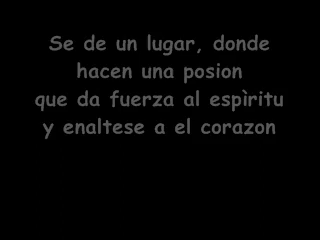 Se de un lugar, donde
hacen una posion
que da fuerza al espìritu
y enaltese a el corazon